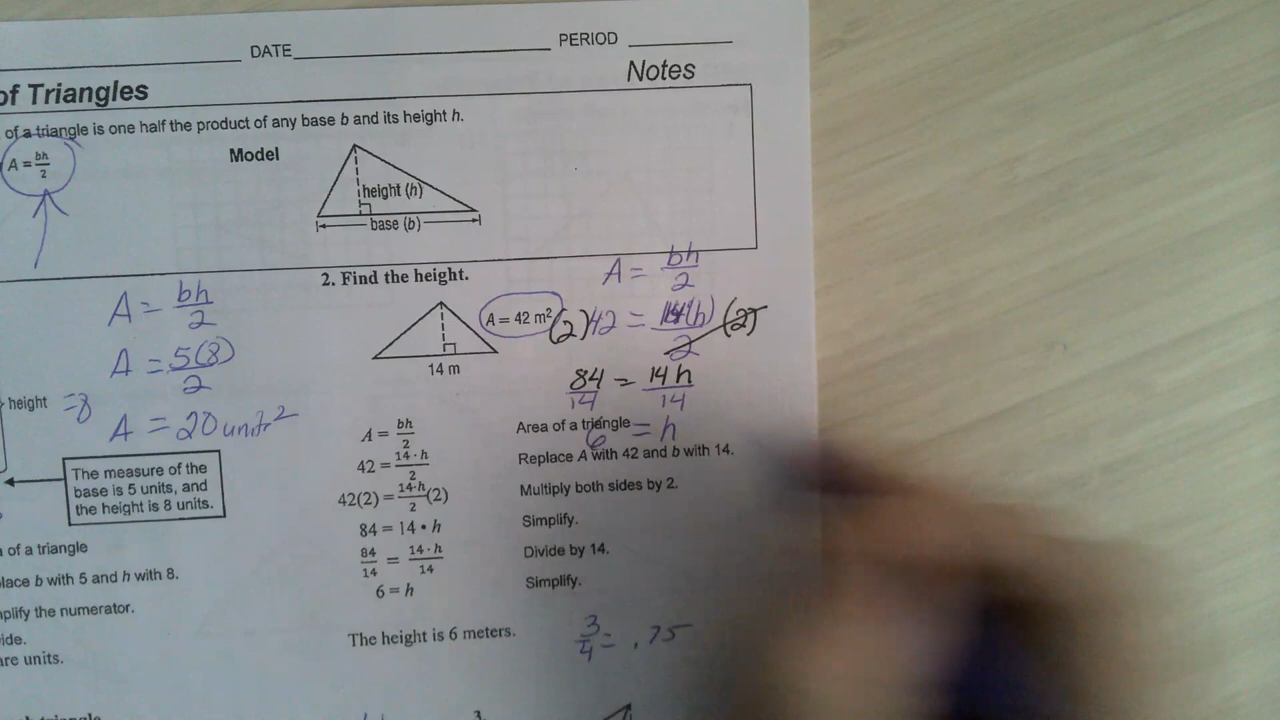 DATE PERIOD
of Triangles Notes
of a triangle is one half the product of any base b and its height h.
A = bh/2
Model
height (h)
base (b)
A = bh/2
A = 5(8)/2
A = 20 units²
height =8
The measure of the
base is 5 units, and
the height is 8 units.
of a triangle
place b with 5 and h with 8.
mplify the numerator.
vide.
are units.
2. Find the height.
A = 42 m²
14 m
A = bh/2
(2)42 = 14(h)/2 (2)
84/14 = 14h/14
6 = h
A = bh/2 Area of a triangle
42 = 14 · h/2 Replace A with 42 and b with 14.
42(2) = 14·h/2 (2) Multiply both sides by 2.
84 = 14 • h Simplify.
84/14 = 14 · h/14 Divide by 14.
6 = h Simplify.
The height is 6 meters.
3/4 = .75
3.